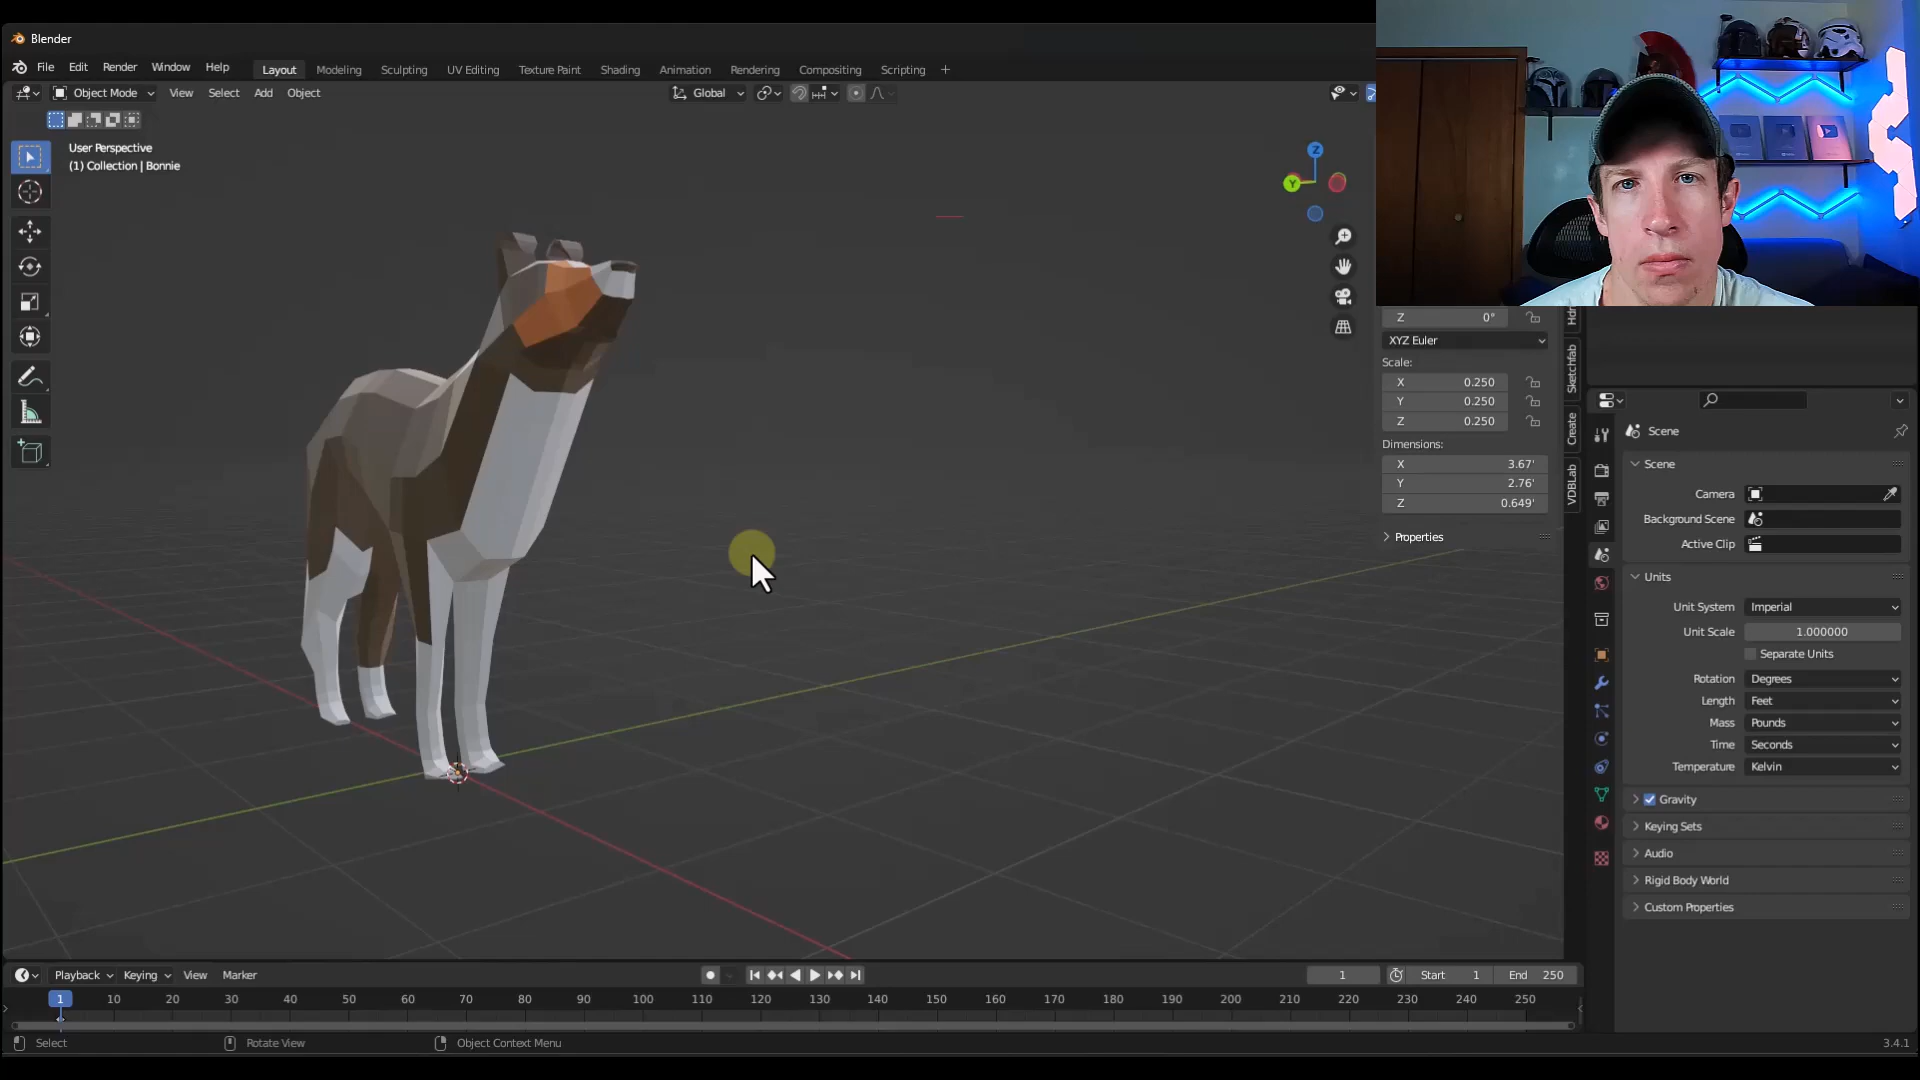 Blender
File Edit Render Window Help Layout Modeling Sculpting UV Editing Texture Paint Shading Animation Rendering Compositing Scripting +
Object Mode View Select Add Object Global
User Perspective
(1) Collection | Bonnie
Z
Y
Z 0°
XYZ Euler
Scale:
X 0.250
Y 0.250
Z 0.250
Dimensions:
X 3.67'
Y 2.76'
Z 0.649'
Properties
Sketchfab
Create
VDBLab
Scene
Scene
Camera
Background Scene
Active Clip
Units
Unit System Imperial
Unit Scale 1.000000
Separate Units
Rotation Degrees
Length Feet
Mass Pounds
Time Seconds
Temperature Kelvin
Gravity
Keying Sets
Audio
Rigid Body World
Custom Properties
Playback Keying View Marker 1 Start 1 End 250
1 10 20 30 40 50 60 70 80 90 100 110 120 130 140 150 160 170 180 190 200 210 220 230 240 250
Select Rotate View Object Context Menu 3.4.1